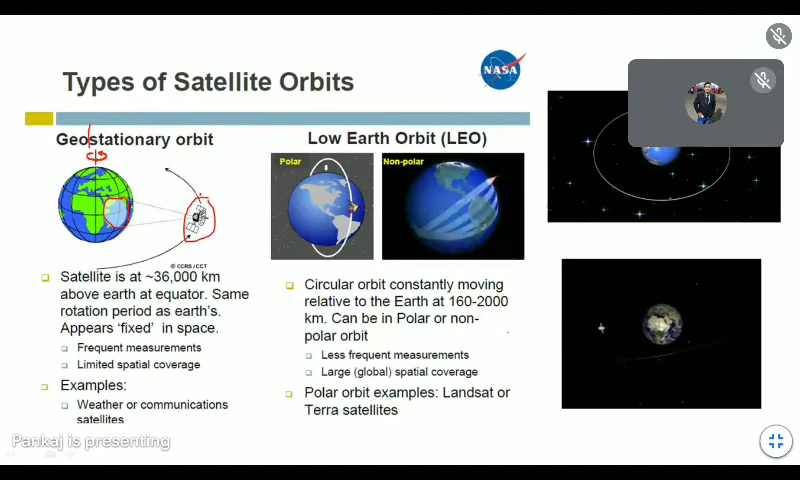 NASA
Types of Satellite Orbits
Geostationary orbit
© CCRS / CCT
Satellite is at ~36,000 km
above earth at equator. Same
rotation period as earth's.
Appears 'fixed' in space.
Frequent measurements
Limited spatial coverage
Examples:
Weather or communications
satellites
Low Earth Orbit (LEO)
Polar
Non-polar
Circular orbit constantly moving
relative to the Earth at 160-2000
km. Can be in Polar or non-
polar orbit
Less frequent measurements
Large (global) spatial coverage
Polar orbit examples: Landsat or
Terra satellites
Pankaj is presenting